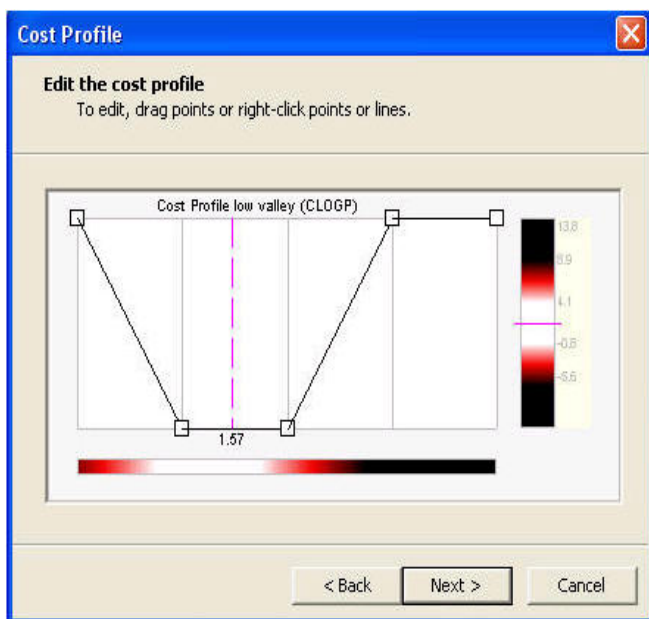 Cost Profile
Edit the cost profile
To edit, drag points or right-click points or lines.
Cost Profile low valley (CLOGP)
13.8
8.9
4.1
-0.8
-5.6
1.57
< Back
Next >
Cancel